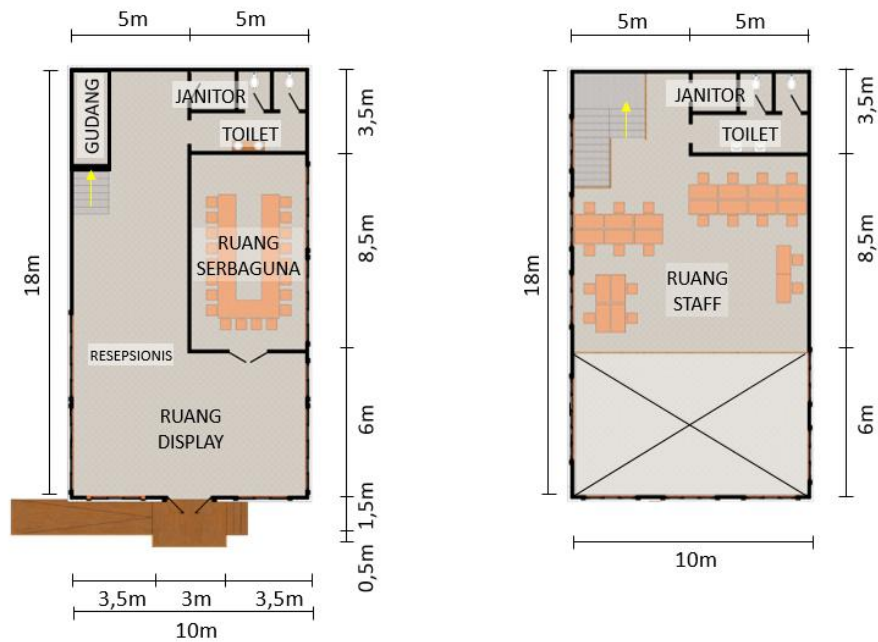 5m
5m
GUDANG
JANITOR
TOILET
RUANG
SERBAGUNA
RESEPSIONIS
RUANG
DISPLAY
18m
3,5m
8,5m
6m
1,5m
0,5m
3,5m
3m
3,5m
10m
5m
5m
JANITOR
TOILET
RUANG
STAFF
18m
3,5m
8,5m
6m
10m